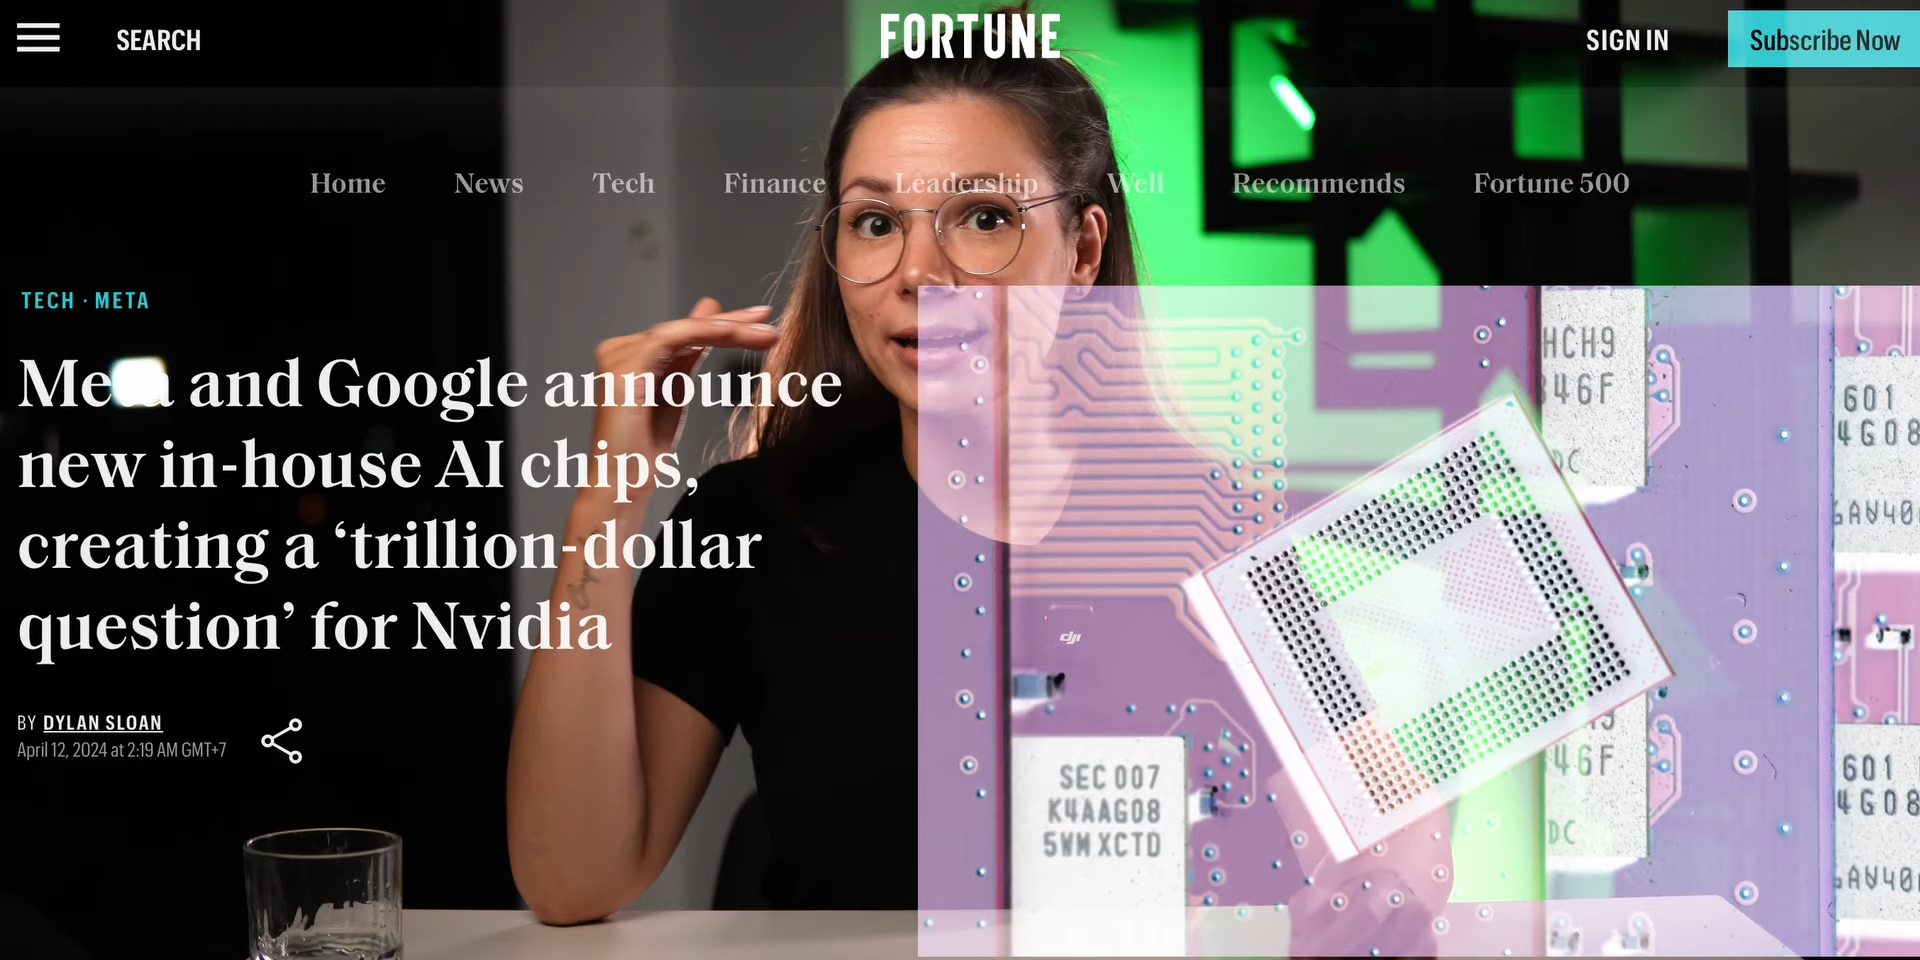 SEARCH
FORTUNE
SIGN IN
Subscribe Now
Home
News
Tech
Finance
Leadership
Well
Recommends
Fortune 500
TECH · META
Meta and Google announce
new in-house AI chips,
creating a ‘trillion-dollar
question’ for Nvidia
BY DYLAN SLOAN
April 12, 2024 at 2:19 AM GMT+7
HCH9
46F
DC
601
4G08
dji
SEC 007
K4AAG08
5WM XCTD
46F
DC
601
4G08